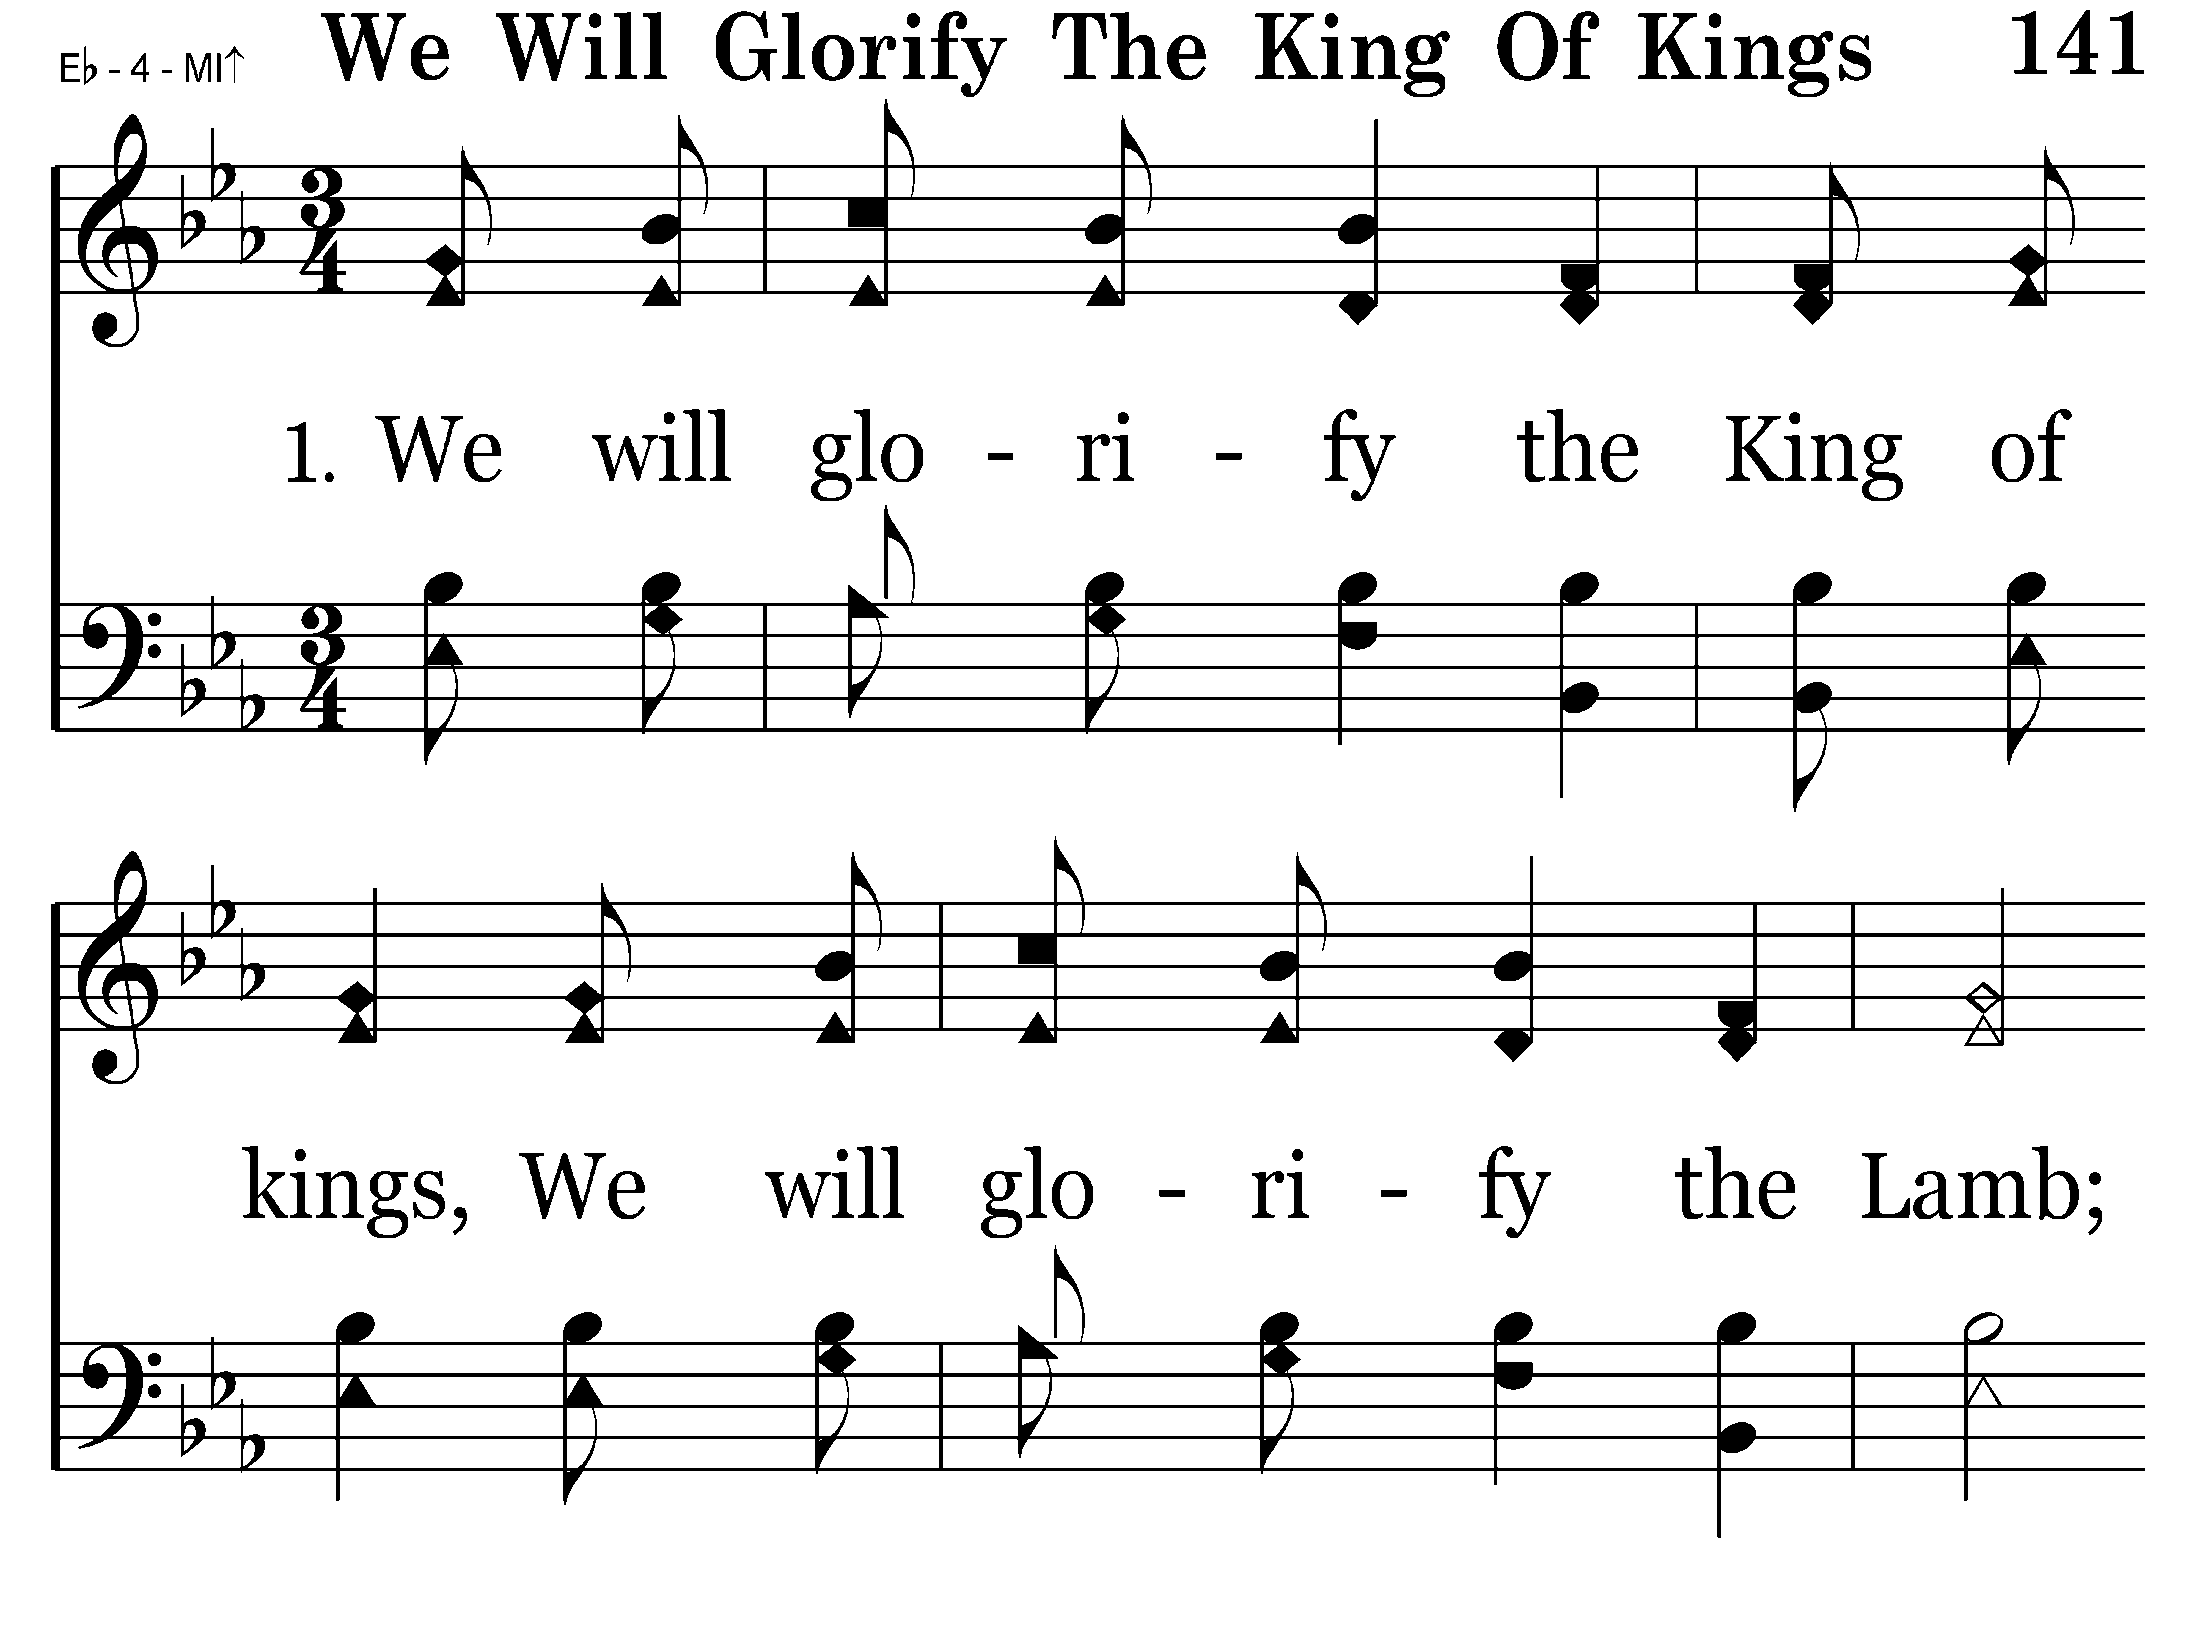 E♭ - 4 - MI↑ We Will Glorify The King Of Kings 141
1. We will glo - ri - fy the King of
kings, We will glo - ri - fy the Lamb;